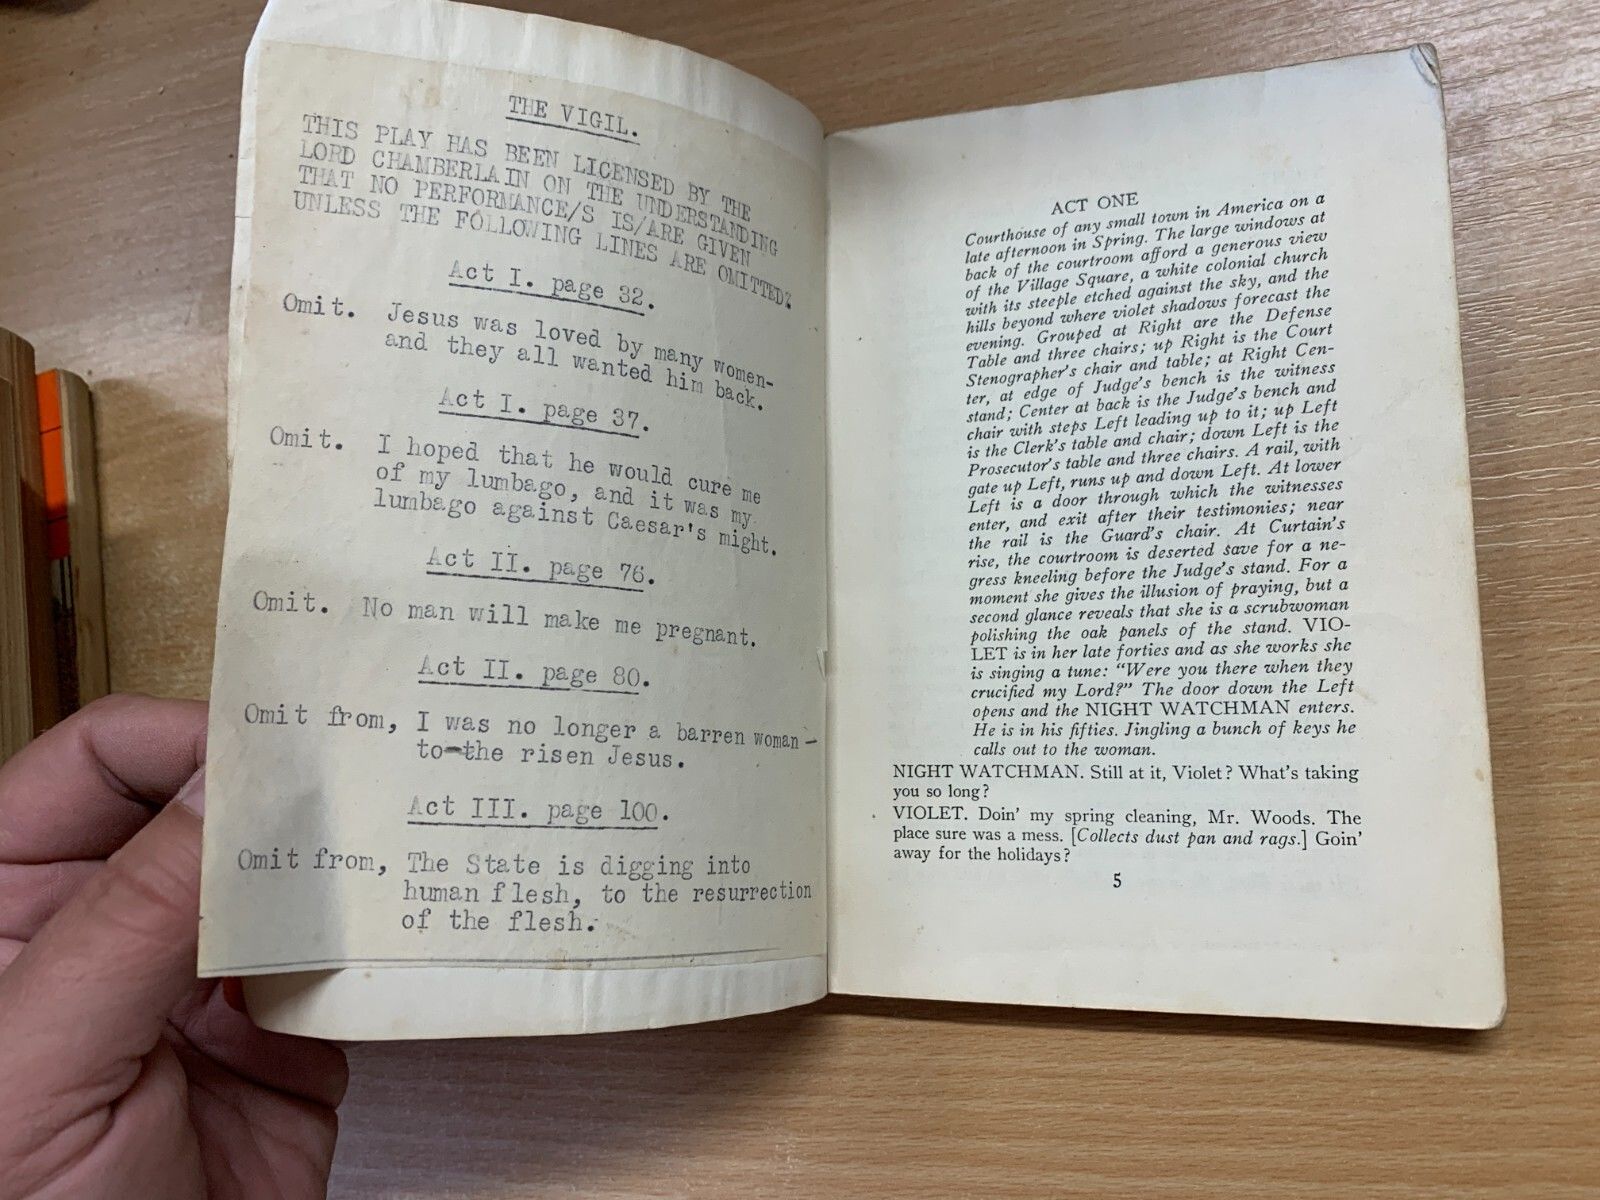 THE VIGIL.
THIS PLAY HAS BEEN LICENSED BY THE
LORD CHAMBERLAIN ON THE UNDERSTANDING
THAT NO PERFORMANCE/S IS/ARE GIVEN
UNLESS THE FOLLOWING LINES ARE OMITTED:
Act I. page 32.
Omit. Jesus was loved by many women-
and they all wanted him back.
Act I. page 37.
Omit. I hoped that he would cure me
of my lumbago, and it was my
lumbago against Caesar's might.
Act II. page 76.
Omit. No man will make me pregnant.
Act II. page 80.
Omit from, I was no longer a barren woman-
to the risen Jesus.
Act III. page 100.
Omit from, The State is digging into
human flesh, to the resurrection
of the flesh.
ACT ONE
Courthouse of any small town in America on a
late afternoon in Spring. The large windows at
back of the courtroom afford a generous view
of the Village Square, a white colonial church
with its steeple etched against the sky, and the
hills beyond where violet shadows forecast the
evening. Grouped at Right are the Defense
Table and three chairs; up Right is the Court
Stenographer's chair and table; at Right Cen-
ter, at edge of Judge's bench is the witness
stand; Center at back is the Judge's bench and
chair with steps Left leading up to it; up Left
is the Clerk's table and chair; down Left is the
Prosecutor's table and three chairs. A rail, with
gate up Left, runs up and down Left. At lower
Left is a door through which the witnesses
enter, and exit after their testimonies; near
the rail is the Guard's chair. At Curtain's
rise, the courtroom is deserted save for a ne-
gress kneeling before the Judge's stand. For a
moment she gives the illusion of praying, but a
second glance reveals that she is a scrubwoman
polishing the oak panels of the stand. VIO-
LET is in her late forties and as she works she
is singing a tune: "Were you there when they
crucified my Lord?" The door down the Left
opens and the NIGHT WATCHMAN enters.
He is in his fifties. Jingling a bunch of keys he
calls out to the woman.
NIGHT WATCHMAN. Still at it, Violet? What's taking
you so long?
VIOLET. Doin' my spring cleaning, Mr. Woods. The
place sure was a mess. [Collects dust pan and rags.] Goin'
away for the holidays?
5